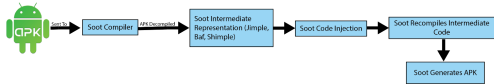 APK
Sent To
Soot Compiler
APK Decompiled
Soot Intermediate
Representation (Jimple,
Baf, Shimple)
Soot Code Injection
Soot Recompiles Intermediate
Code
Soot Generates APK